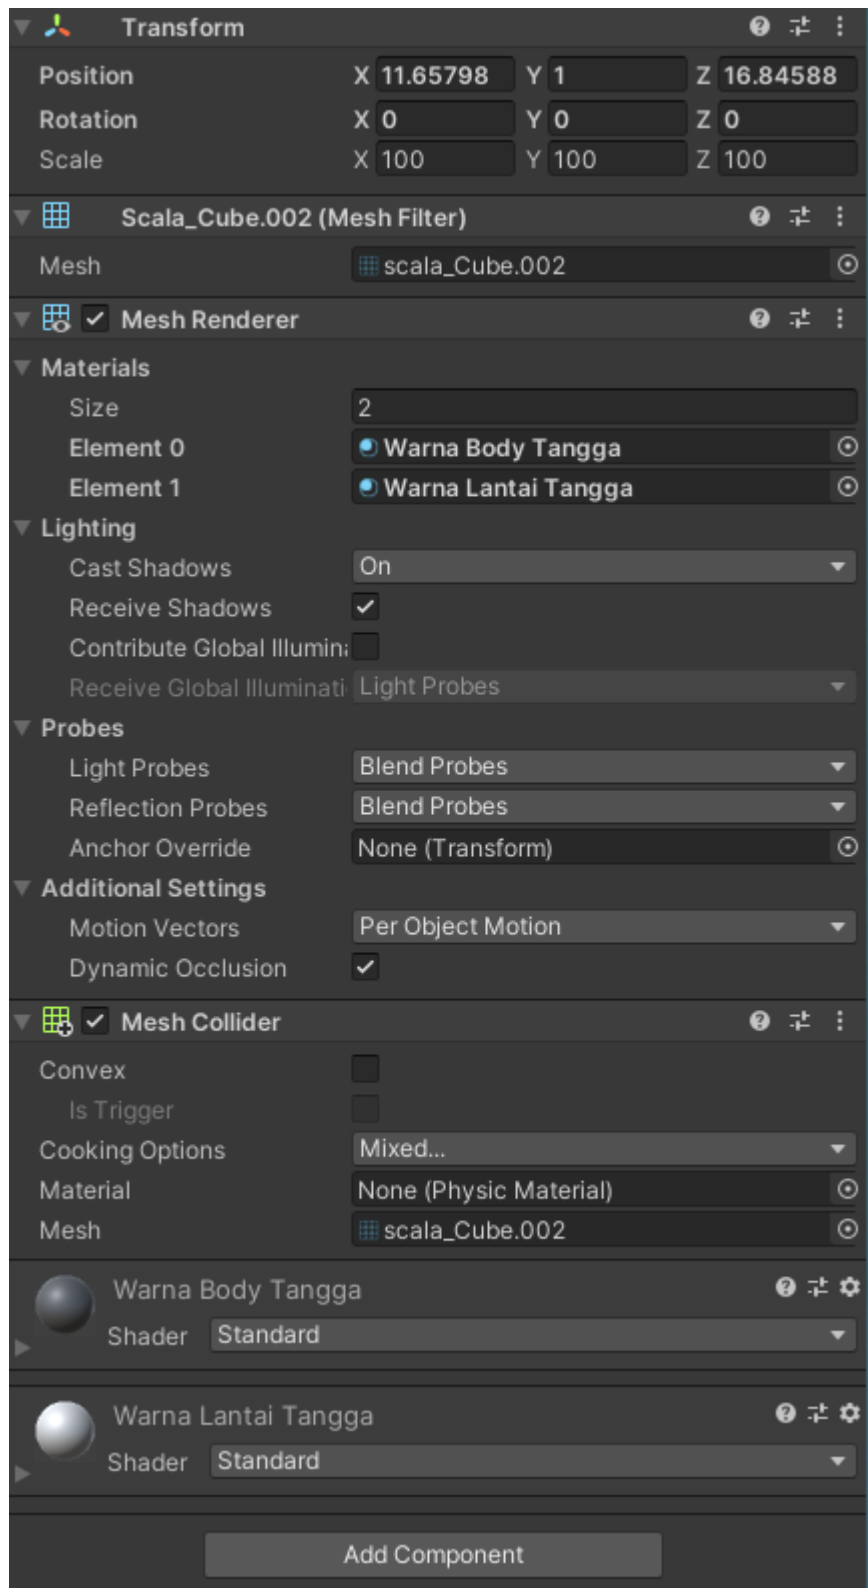 Transform
Position X 11.65798 Y 1 Z 16.84588
Rotation X 0 Y 0 Z 0
Scale X 100 Y 100 Z 100
Scala_Cube.002 (Mesh Filter)
Mesh scala_Cube.002
Mesh Renderer
Materials
Size 2
Element 0 Warna Body Tangga
Element 1 Warna Lantai Tangga
Lighting
Cast Shadows On
Receive Shadows
Contribute Global Illumina
Receive Global Illuminati Light Probes
Probes
Light Probes Blend Probes
Reflection Probes Blend Probes
Anchor Override None (Transform)
Additional Settings
Motion Vectors Per Object Motion
Dynamic Occlusion
Mesh Collider
Convex
Is Trigger
Cooking Options Mixed...
Material None (Physic Material)
Mesh scala_Cube.002
Warna Body Tangga
Shader Standard
Warna Lantai Tangga
Shader Standard
Add Component